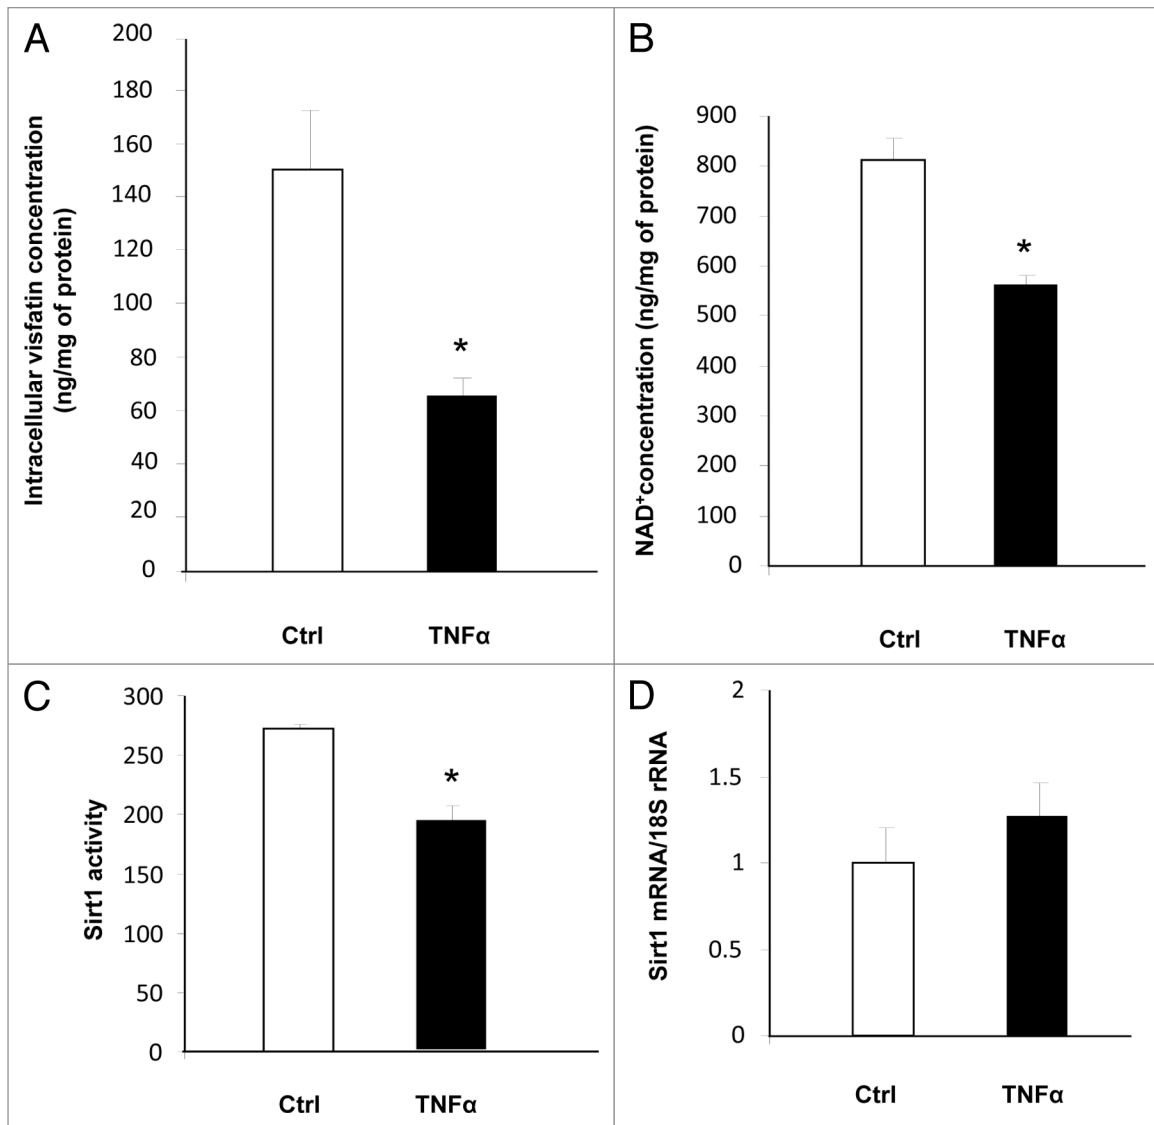 A
Intracellular visfatin concentration
(ng/mg of protein)
200
180
160
140
120
100
80
60
40
20
0
*
Ctrl
TNFα
B
NAD⁺concentration (ng/mg of protein)
900
800
700
600
500
400
300
200
100
0
*
Ctrl
TNFα
C
Sirt1 activity
300
250
200
150
100
50
0
*
Ctrl
TNFα
D
Sirt1 mRNA/18S rRNA
2
1.5
1
0.5
0
Ctrl
TNFα